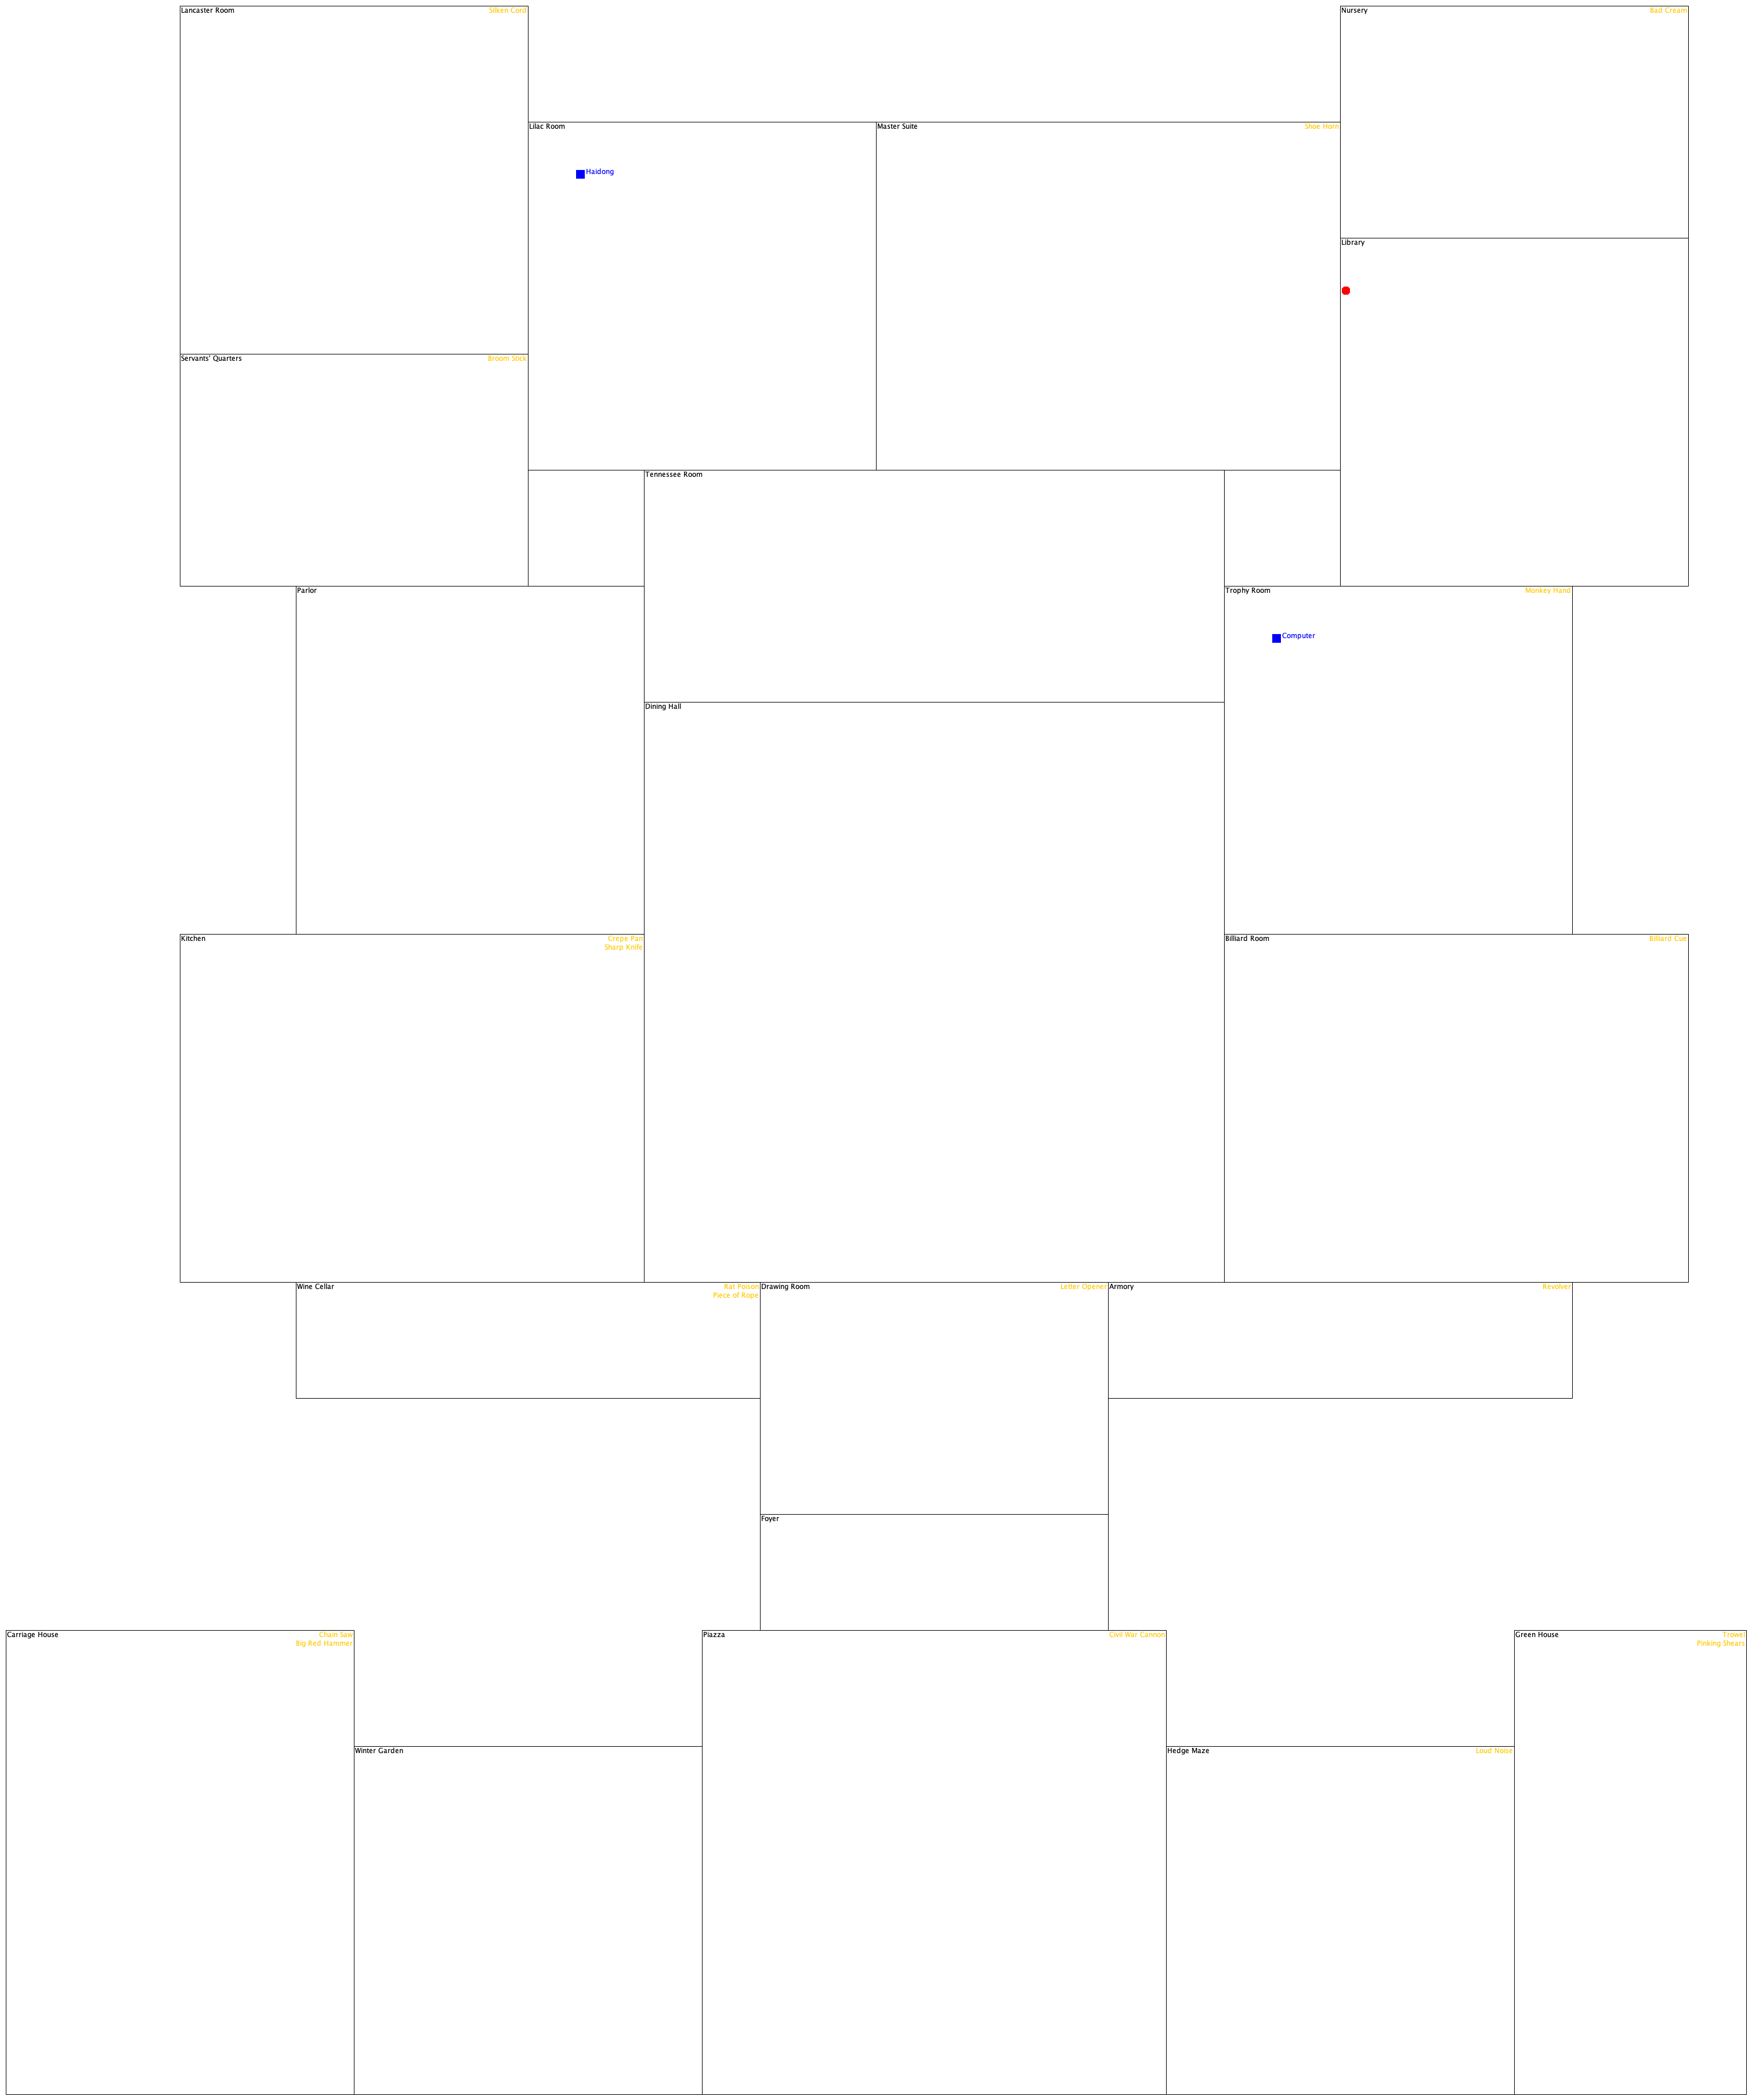 Lancaster Room Silken Cord
Nursery Bad Cream
Lilac Room
Master Suite Shoe Horn
Haidong
Library
Servants' Quarters Broom Stick
Tennessee Room
Parlor
Trophy Room Monkey Hand
Computer
Dining Hall
Kitchen Crepe Pan
Sharp Knife
Billiard Room Billiard Cue
Wine Cellar Rat Poison
Piece of Rope
Drawing Room Letter Opener
Armory Revolver
Foyer
Carriage House Chain Saw
Big Red Hammer
Piazza Civil War Cannon
Green House Trowel
Pinking Shears
Winter Garden
Hedge Maze Loud Noise